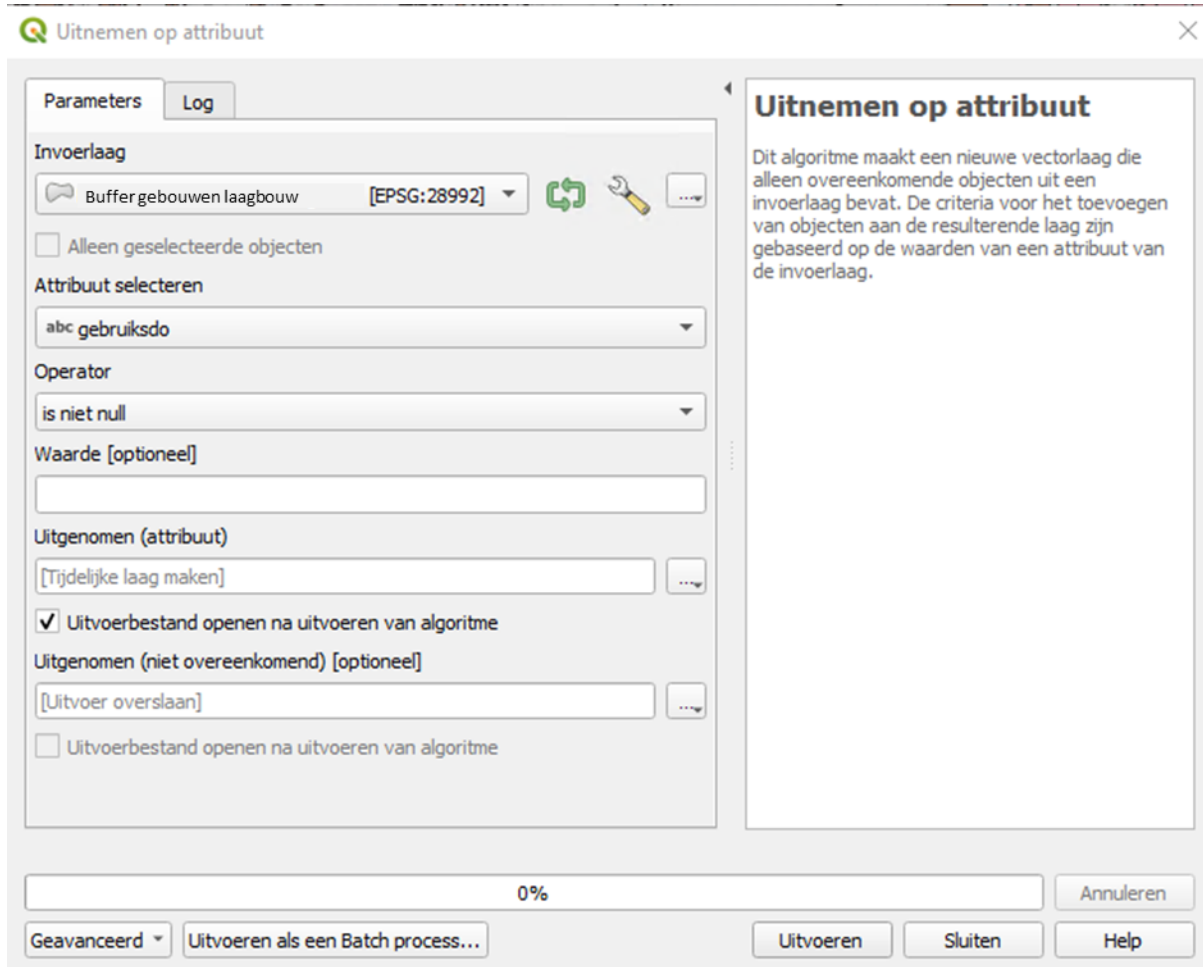 Uitnemen op attribuut
Parameters
Log
Invoerlaag
Buffer gebouwen laagbouw [EPSG:28992]
...
Alleen geselecteerde objecten
Attribuut selecteren
abc gebruiksdo
Operator
is niet null
Waarde [optioneel]
Uitgenomen (attribuut)
[Tijdelijke laag maken]
...
Uitvoerbestand openen na uitvoeren van algoritme
Uitgenomen (niet overeenkomend) [optioneel]
[Uitvoer overslaan]
...
Uitvoerbestand openen na uitvoeren van algoritme
Uitnemen op attribuut
Dit algoritme maakt een nieuwe vectorlaag die
alleen overeenkomende objecten uit een
invoerlaag bevat. De criteria voor het toevoegen
van objecten aan de resulterende laag zijn
gebaseerd op de waarden van een attribuut van
de invoerlaag.
0%
Annuleren
Geavanceerd
Uitvoeren als een Batch process...
Uitvoeren
Sluiten
Help